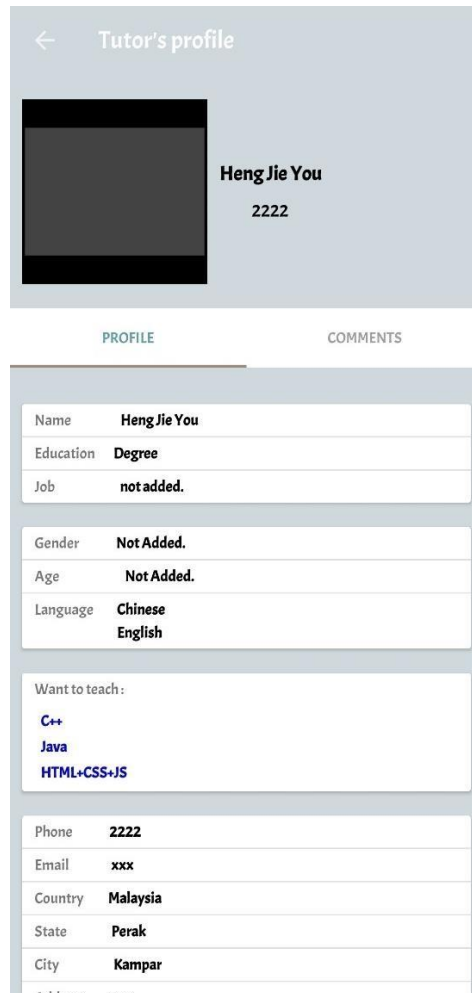 Tutor's profile
Heng Jie You
2222
PROFILE COMMENTS
Name Heng Jie You
Education Degree
Job not added.
Gender Not Added.
Age Not Added.
Language Chinese
English
Want to teach :
C++
Java
HTML+CSS+JS
Phone 2222
Email xxx
Country Malaysia
State Perak
City Kampar